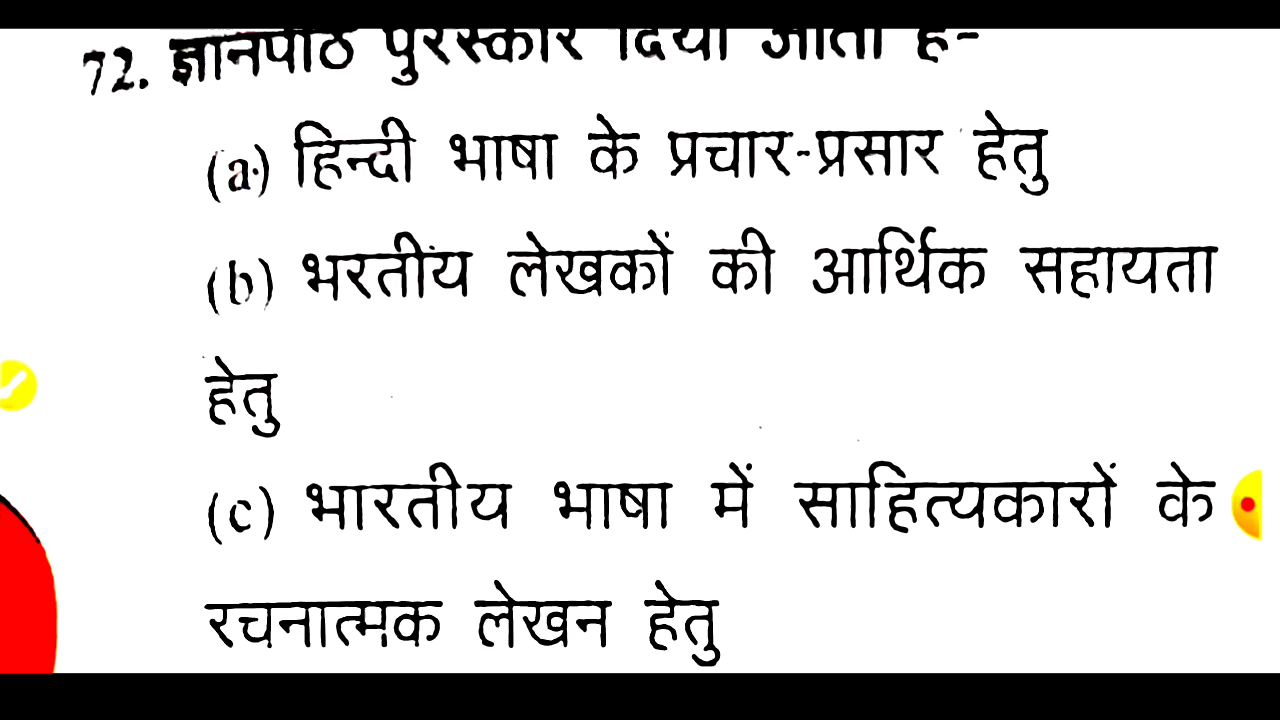 72. ज्ञानपीठ पुरस्कार दिया जाता है-
(a) हिन्दी भाषा के प्रचार-प्रसार हेतु
(b) भरतीय लेखकों की आर्थिक सहायता
हेतु
(c) भारतीय भाषा में साहित्यकारों के
रचनात्मक लेखन हेतु